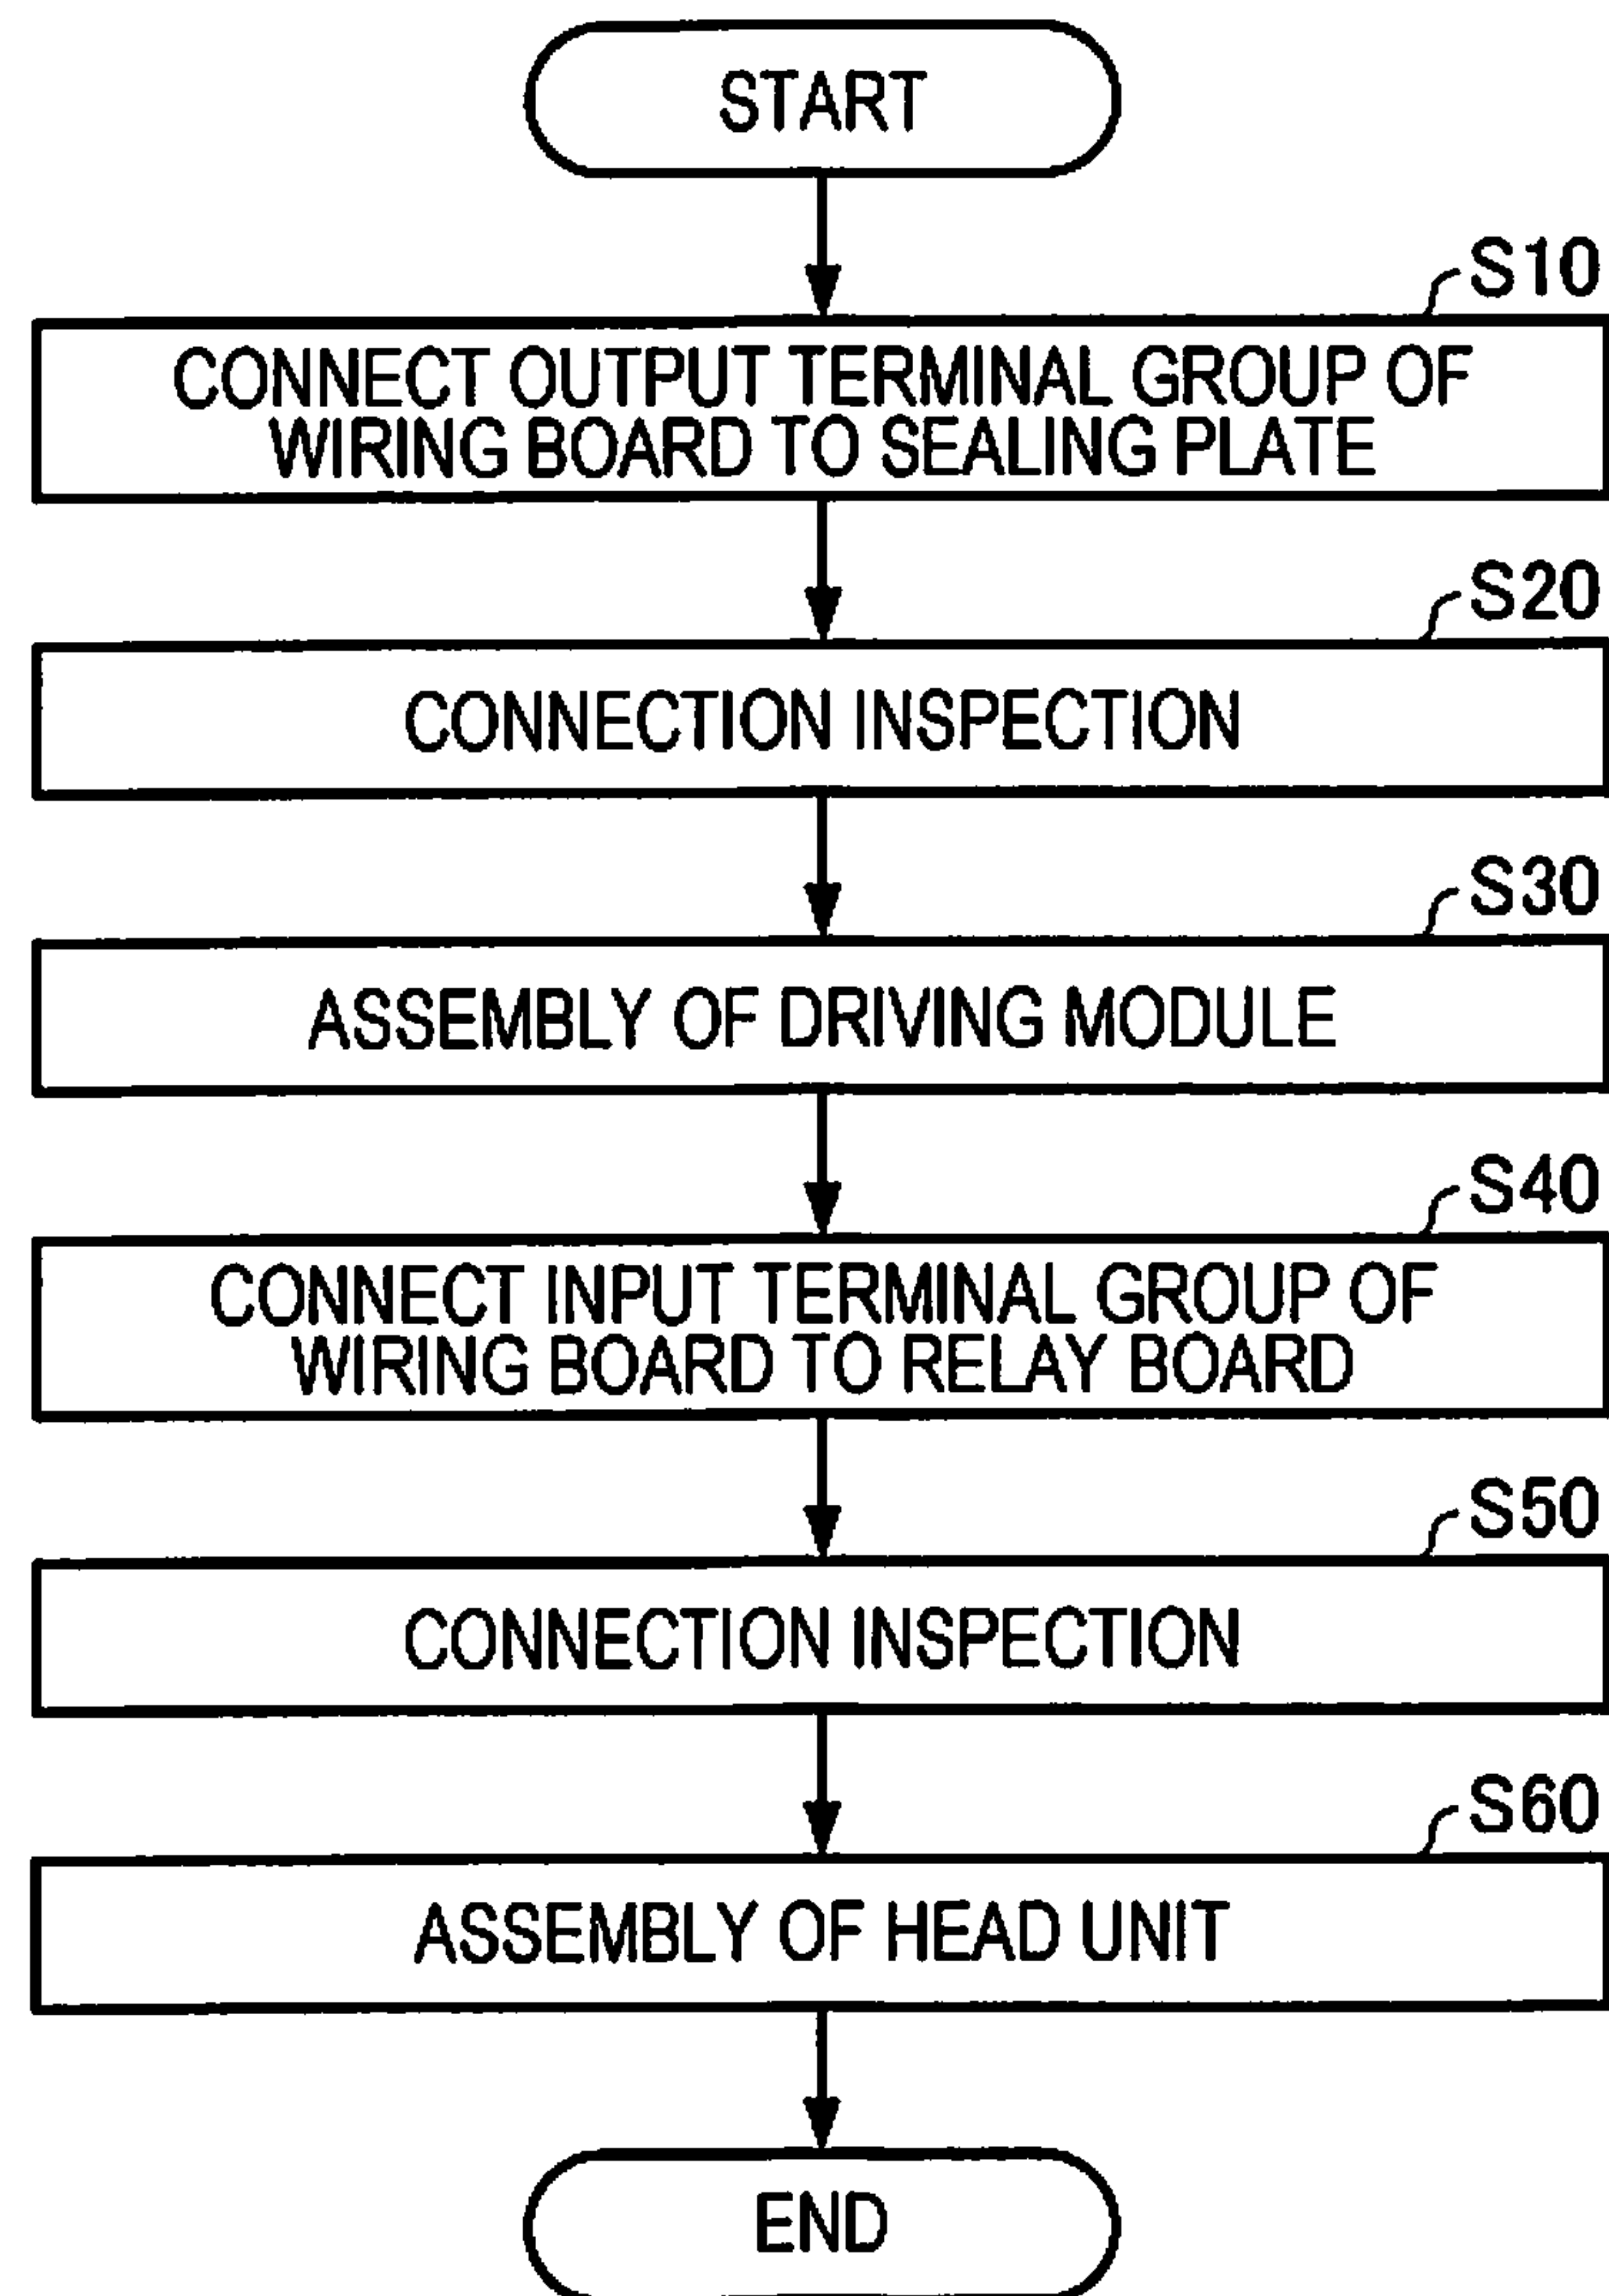 START
S10
CONNECT OUTPUT TERMINAL GROUP OF
WIRING BOARD TO SEALING PLATE
S20
CONNECTION INSPECTION
S30
ASSEMBLY OF DRIVING MODULE
S40
CONNECT INPUT TERMINAL GROUP OF
WIRING BOARD TO RELAY BOARD
S50
CONNECTION INSPECTION
S60
ASSEMBLY OF HEAD UNIT
END